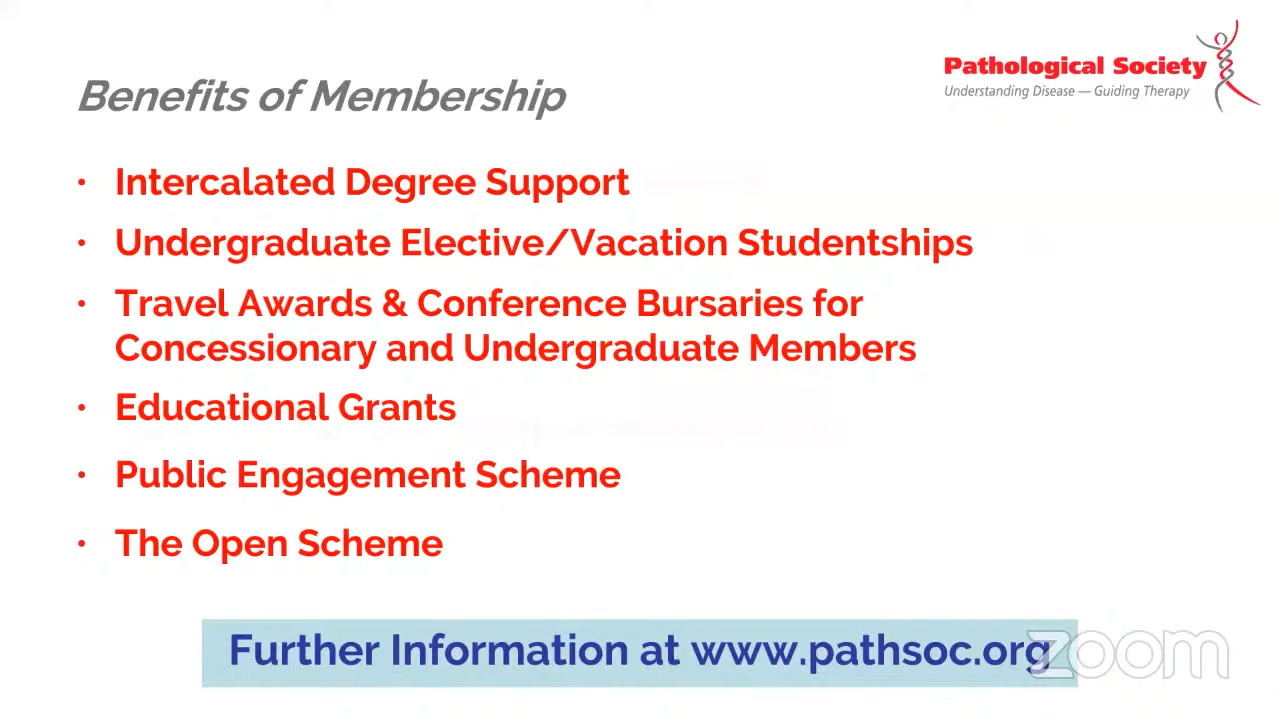 Pathological Society
Understanding Disease — Guiding Therapy
Benefits of Membership
• Intercalated Degree Support
• Undergraduate Elective/Vacation Studentships
• Travel Awards & Conference Bursaries for
Concessionary and Undergraduate Members
• Educational Grants
• Public Engagement Scheme
• The Open Scheme
Further Information at www.pathsoc.org
zoom